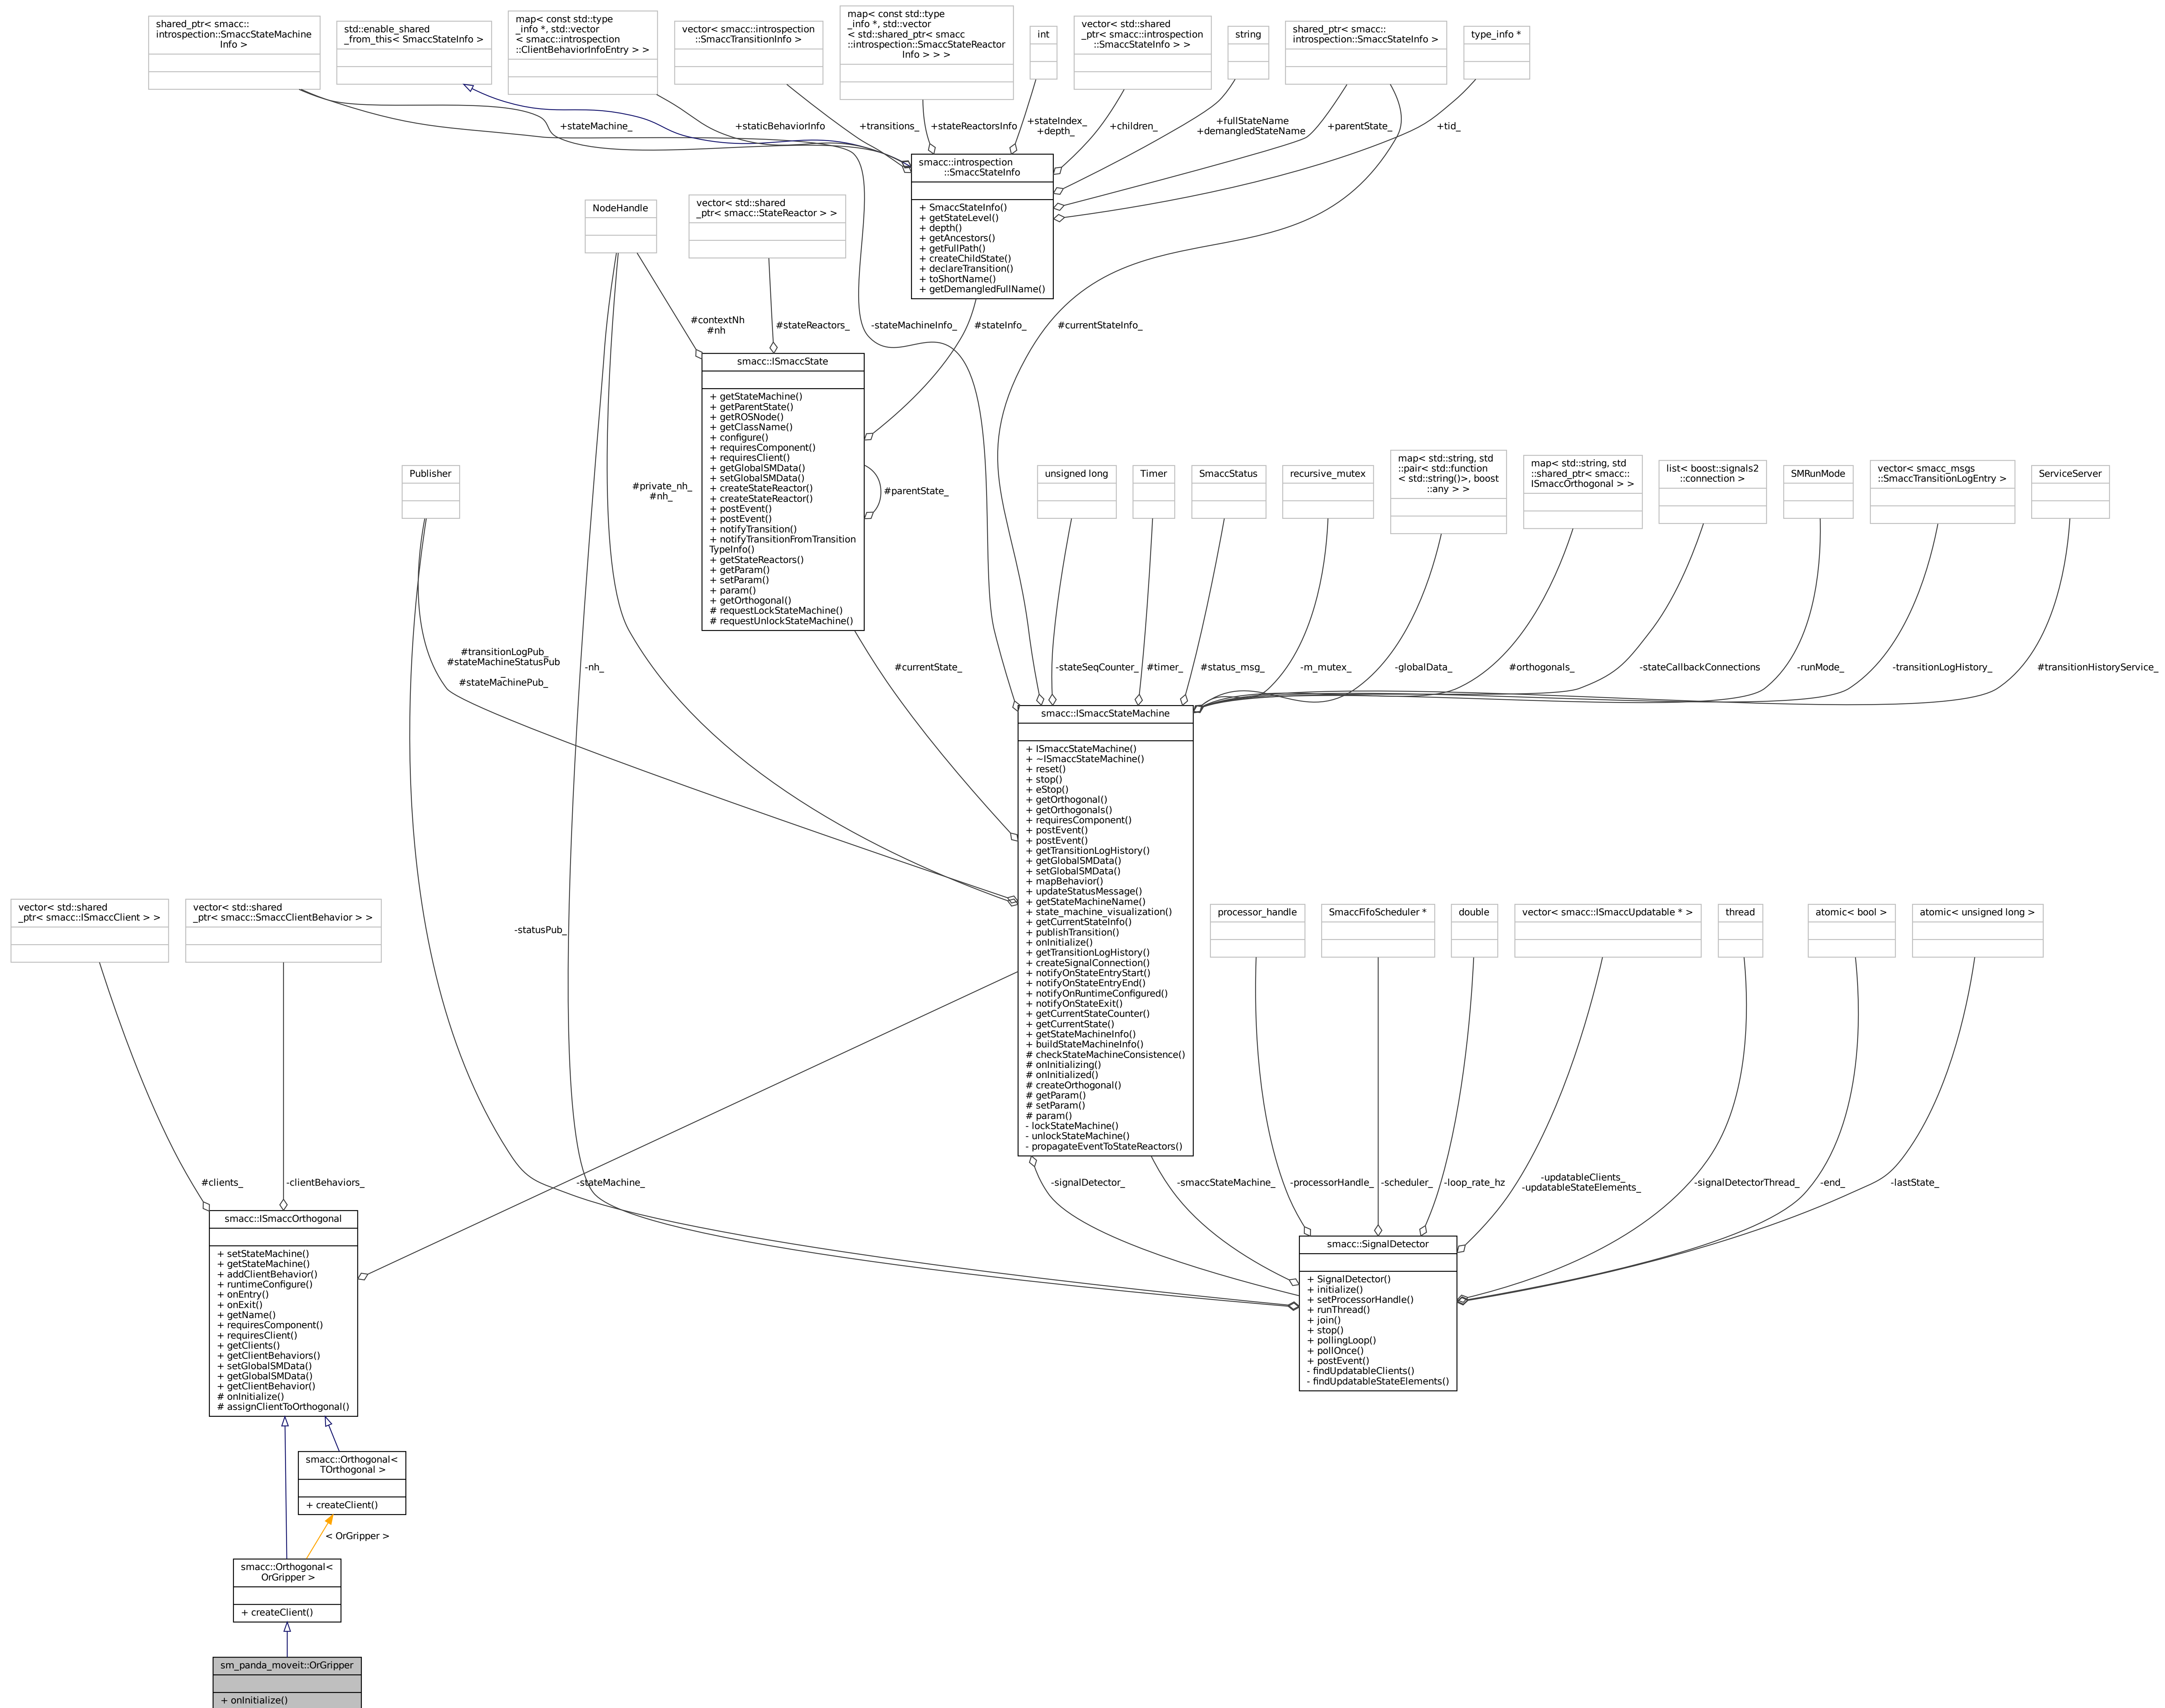 shared_ptr< smacc::
introspection::SmaccStateMachine
Info >
std::enable_shared
_from_this< SmaccStateInfo >
map< const std::type
_info *, std::vector
< smacc::introspection
::ClientBehaviorInfoEntry > >
vector< smacc::introspection
::SmaccTransitionInfo >
map< const std::type
_info *, std::vector
< std::shared_ptr< smacc
::introspection::SmaccStateReactor
Info > > >
int
vector< std::shared
_ptr< smacc::introspection
::SmaccStateInfo > >
string
shared_ptr< smacc::
introspection::SmaccStateInfo >
type_info *
+stateMachine_
+staticBehaviorInfo
+transitions_
+stateReactorsInfo
+stateIndex_
+depth_
+children_
+fullStateName
+demangledStateName
+parentState_
+tid_
smacc::introspection
::SmaccStateInfo
+ SmaccStateInfo()
+ getStateLevel()
+ depth()
+ getAncestors()
+ getFullPath()
+ createChildState()
+ declareTransition()
+ toShortName()
+ getDemangledFullName()
NodeHandle
vector< std::shared
_ptr< smacc::StateReactor > >
#contextNh
#nh
#stateReactors_
-stateMachineInfo_
#stateInfo_
#currentStateInfo_
smacc::ISmaccState
+ getStateMachine()
+ getParentState()
+ getROSNode()
+ getClassName()
+ configure()
+ requiresComponent()
+ requiresClient()
+ getGlobalSMData()
+ setGlobalSMData()
+ createStateReactor()
+ createStateReactor()
+ postEvent()
+ postEvent()
+ notifyTransition()
+ notifyTransitionFromTransition
TypeInfo()
+ getStateReactors()
+ getParam()
+ setParam()
+ param()
+ getOrthogonal()
# requestLockStateMachine()
# requestUnlockStateMachine()
#parentState_
Publisher
#private_nh_
#nh_
unsigned long
Timer
SmaccStatus
recursive_mutex
map< std::string, std
::pair< std::function
< std::string()>, boost
::any > >
map< std::string, std
::shared_ptr< smacc::
ISmaccOrthogonal > >
list< boost::signals2
::connection >
SMRunMode
vector< smacc_msgs
::SmaccTransitionLogEntry >
ServiceServer
#transitionLogPub_
#stateMachineStatusPub
_
#stateMachinePub_
-nh_
#currentState_
-stateSeqCounter_
#timer_
#status_msg_
-m_mutex_
-globalData_
#orthogonals_
-stateCallbackConnections
-runMode_
-transitionLogHistory_
#transitionHistoryService_
smacc::ISmaccStateMachine
+ ISmaccStateMachine()
+ ~ISmaccStateMachine()
+ reset()
+ stop()
+ eStop()
+ getOrthogonal()
+ getOrthogonals()
+ requiresComponent()
+ postEvent()
+ postEvent()
+ getTransitionLogHistory()
+ getGlobalSMData()
+ setGlobalSMData()
+ mapBehavior()
+ updateStatusMessage()
+ getStateMachineName()
+ state_machine_visualization()
+ getCurrentStateInfo()
+ publishTransition()
+ onInitialize()
+ getTransitionLogHistory()
+ createSignalConnection()
+ notifyOnStateEntryStart()
+ notifyOnStateEntryEnd()
+ notifyOnRuntimeConfigured()
+ notifyOnStateExit()
+ getCurrentStateCounter()
+ getCurrentState()
+ getStateMachineInfo()
+ buildStateMachineInfo()
# checkStateMachineConsistence()
# onInitializing()
# onInitialized()
# createOrthogonal()
# getParam()
# setParam()
# param()
- lockStateMachine()
- unlockStateMachine()
- propagateEventToStateReactors()
vector< std::shared
_ptr< smacc::ISmaccClient > >
vector< std::shared
_ptr< smacc::SmaccClientBehavior > >
-statusPub_
processor_handle
SmaccFifoScheduler *
double
vector< smacc::ISmaccUpdatable * >
thread
atomic< bool >
atomic< unsigned long >
#clients_
-clientBehaviors_
-stateMachine_
-signalDetector_
-smaccStateMachine_
-processorHandle_
-scheduler_
-loop_rate_hz
-updatableClients_
-updatableStateElements_
-signalDetectorThread_
-end_
-lastState_
smacc::ISmaccOrthogonal
+ setStateMachine()
+ getStateMachine()
+ addClientBehavior()
+ runtimeConfigure()
+ onEntry()
+ onExit()
+ getName()
+ requiresComponent()
+ requiresClient()
+ getClients()
+ getClientBehaviors()
+ setGlobalSMData()
+ getGlobalSMData()
+ getClientBehavior()
# onInitialize()
# assignClientToOrthogonal()
smacc::SignalDetector
+ SignalDetector()
+ initialize()
+ setProcessorHandle()
+ runThread()
+ join()
+ stop()
+ pollingLoop()
+ pollOnce()
+ postEvent()
- findUpdatableClients()
- findUpdatableStateElements()
smacc::Orthogonal<
TOrthogonal >
+ createClient()
< OrGripper >
smacc::Orthogonal<
OrGripper >
+ createClient()
sm_panda_moveit::OrGripper
+ onInitialize()